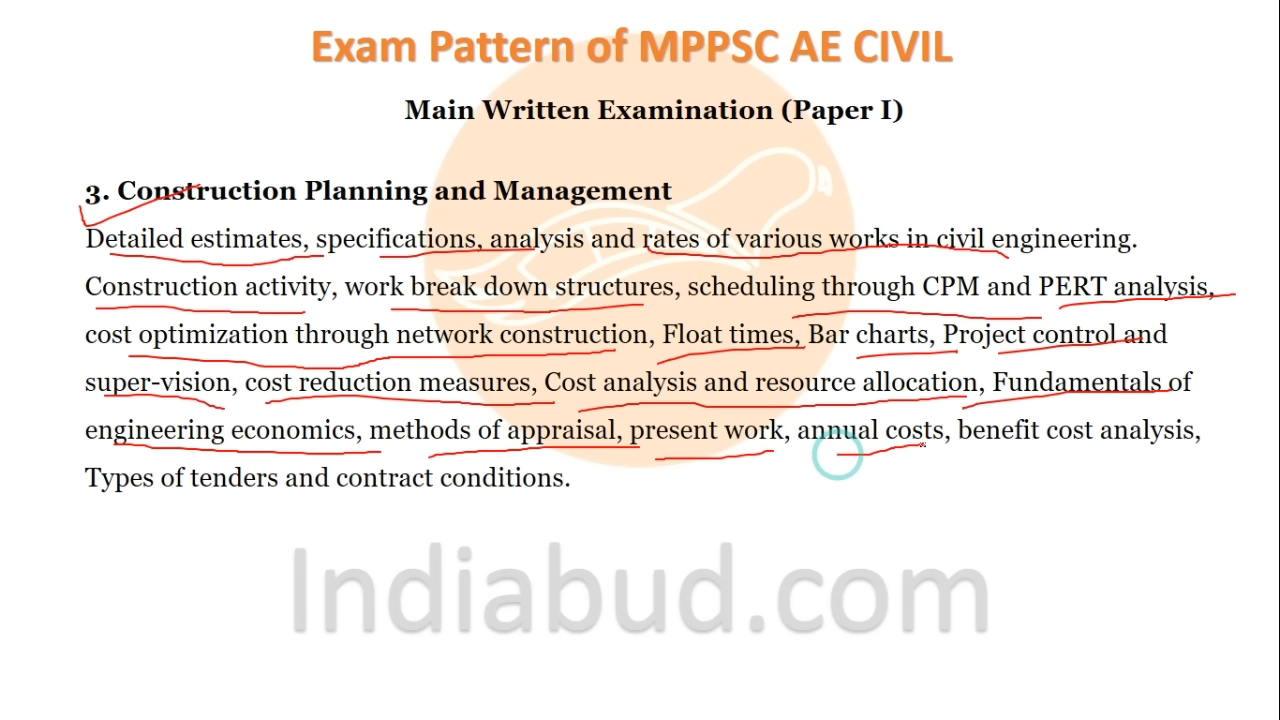 Exam Pattern of MPPSC AE CIVIL
Main Written Examination (Paper I)
3. Construction Planning and Management
Detailed estimates, specifications, analysis and rates of various works in civil engineering.
Construction activity, work break down structures, scheduling through CPM and PERT analysis,
cost optimization through network construction, Float times, Bar charts, Project control and
super-vision, cost reduction measures, Cost analysis and resource allocation, Fundamentals of
engineering economics, methods of appraisal, present work, annual costs, benefit cost analysis,
Types of tenders and contract conditions.
Indiabud.com